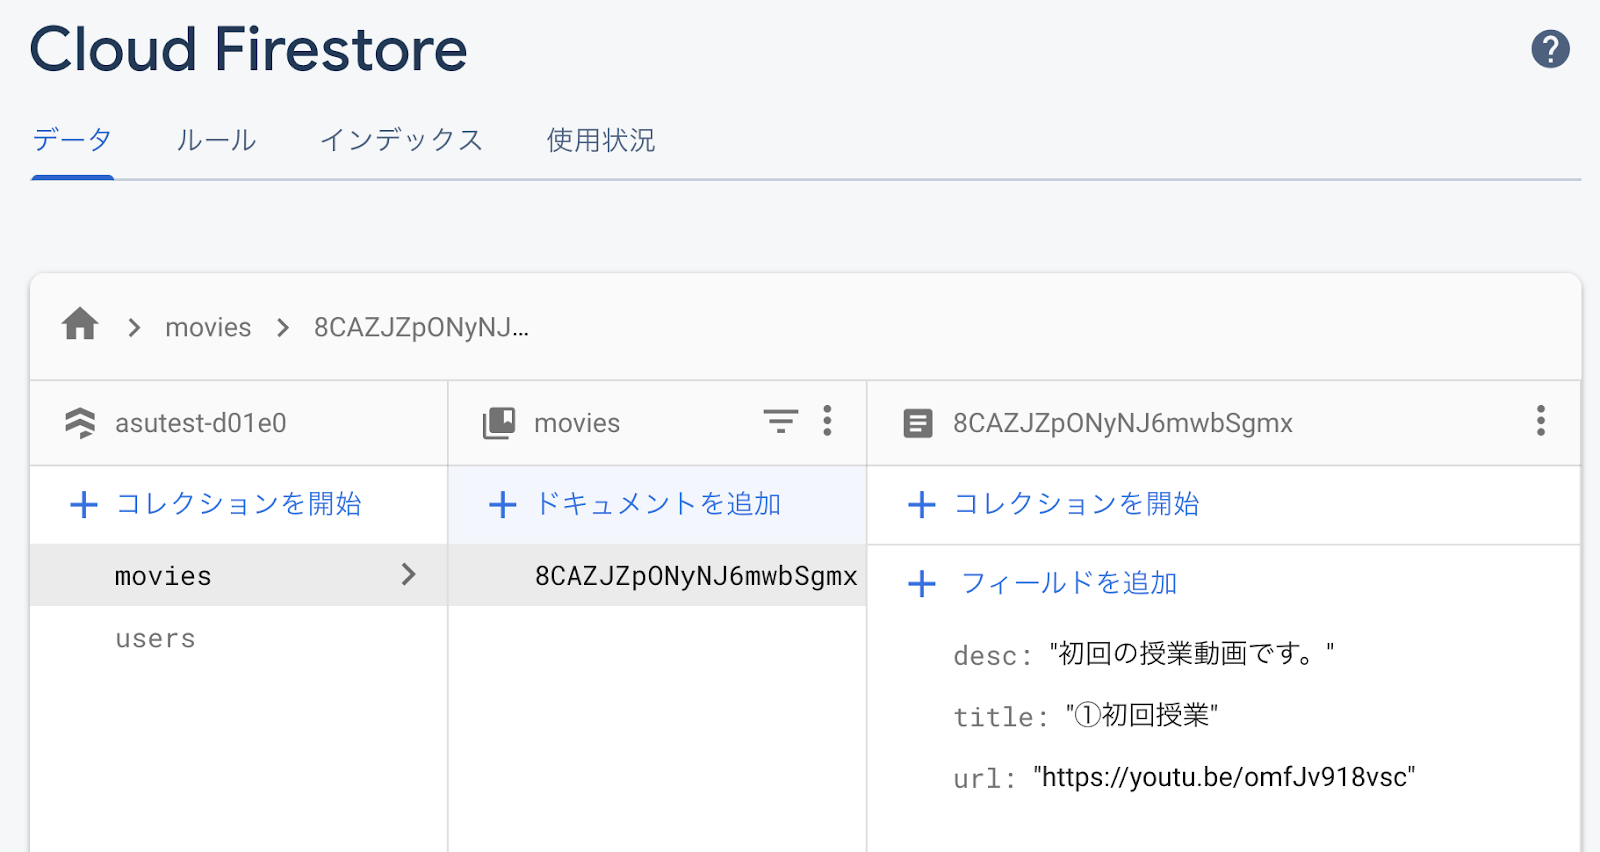 Cloud Firestore
?
データ ルール インデックス 使用状況
movies 8CAZJZpONyNJ...
asutest-d01e0
movies
8CAZJZpONyNJ6mwbSgmx
コレクションを開始
ドキュメントを追加
コレクションを開始
movies
8CAZJZpONyNJ6mwbSgmx
users
フィールドを追加
desc: "初回の授業動画です。"
title: "①初回授業"
url: "https://youtu.be/omfJv918vsc"